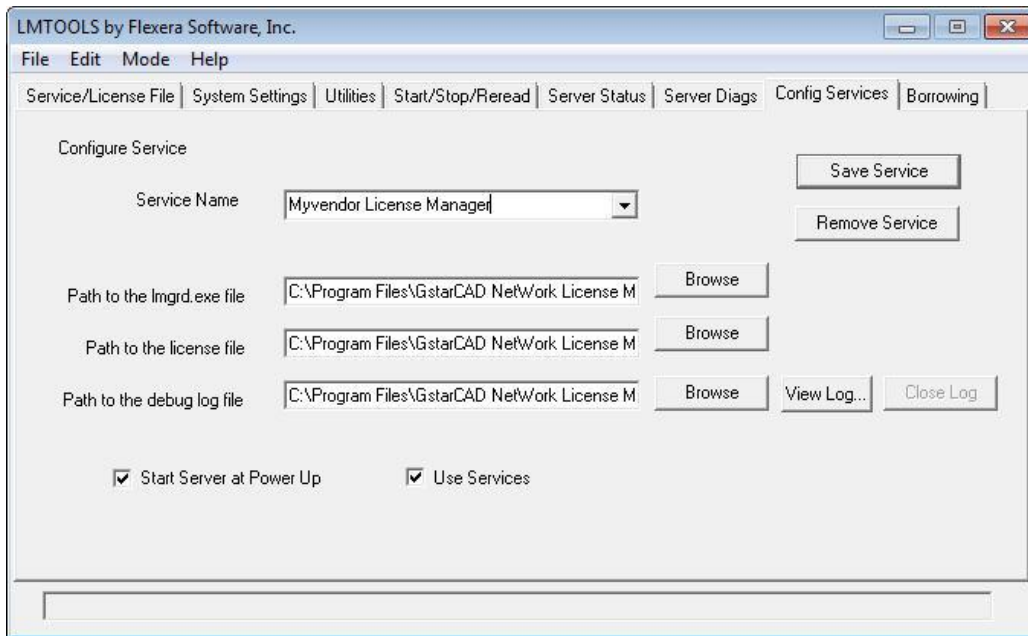 LMTOOLS by Flexera Software, Inc.
File Edit Mode Help
Service/License File System Settings Utilities Start/Stop/Reread Server Status Server Diags Config Services Borrowing
Configure Service
Save Service
Service Name Myvendor License Manager
Remove Service
Path to the lmgrd.exe file C:\Program Files\GstarCAD NetWork License M Browse
Path to the license file C:\Program Files\GstarCAD NetWork License M Browse
Path to the debug log file C:\Program Files\GstarCAD NetWork License M Browse View Log... Close Log
Start Server at Power Up Use Services